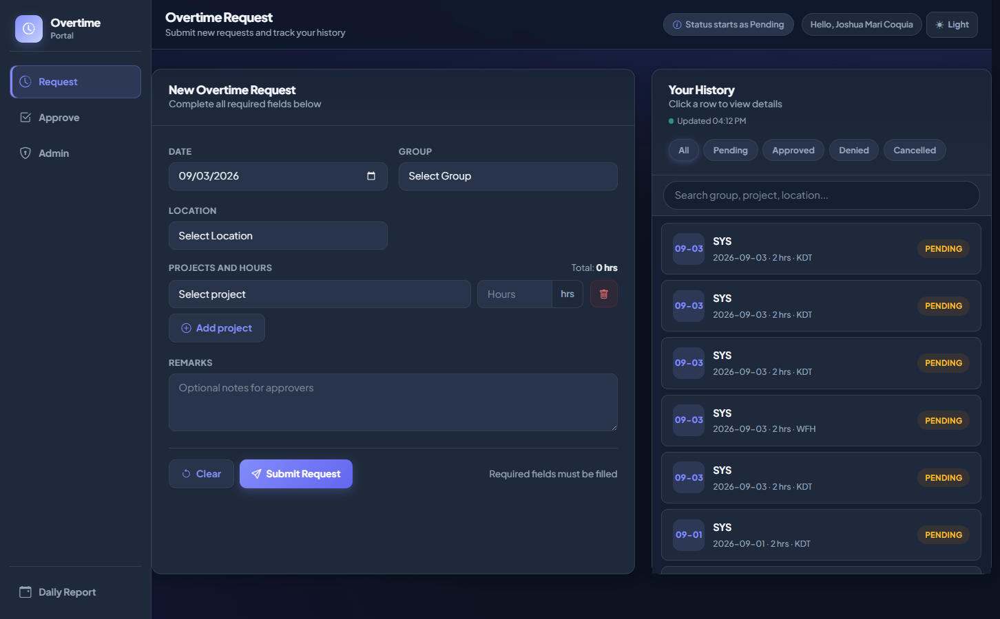 Overtime
Portal
Request
Approve
Admin
Daily Report
Overtime Request
Submit new requests and track your history
Status starts as Pending
Hello, Joshua Mari Coquia
Light
New Overtime Request
Complete all required fields below
DATE
09/03/2026
GROUP
Select Group
LOCATION
Select Location
PROJECTS AND HOURS
Total: 0 hrs
Select project
Hours
hrs
Add project
REMARKS
Optional notes for approvers
Clear
Submit Request
Required fields must be filled
Your History
Click a row to view details
Updated 04:12 PM
All
Pending
Approved
Denied
Cancelled
Search group, project, location...
09-03
SYS
2026-09-03 · 2 hrs · KDT
PENDING
09-03
SYS
2026-09-03 · 2 hrs · KDT
PENDING
09-03
SYS
2026-09-03 · 2 hrs · KDT
PENDING
09-03
SYS
2026-09-03 · 2 hrs · WFH
PENDING
09-03
SYS
2026-09-03 · 2 hrs · KDT
PENDING
09-01
SYS
2026-09-01 · 2 hrs · KDT
PENDING